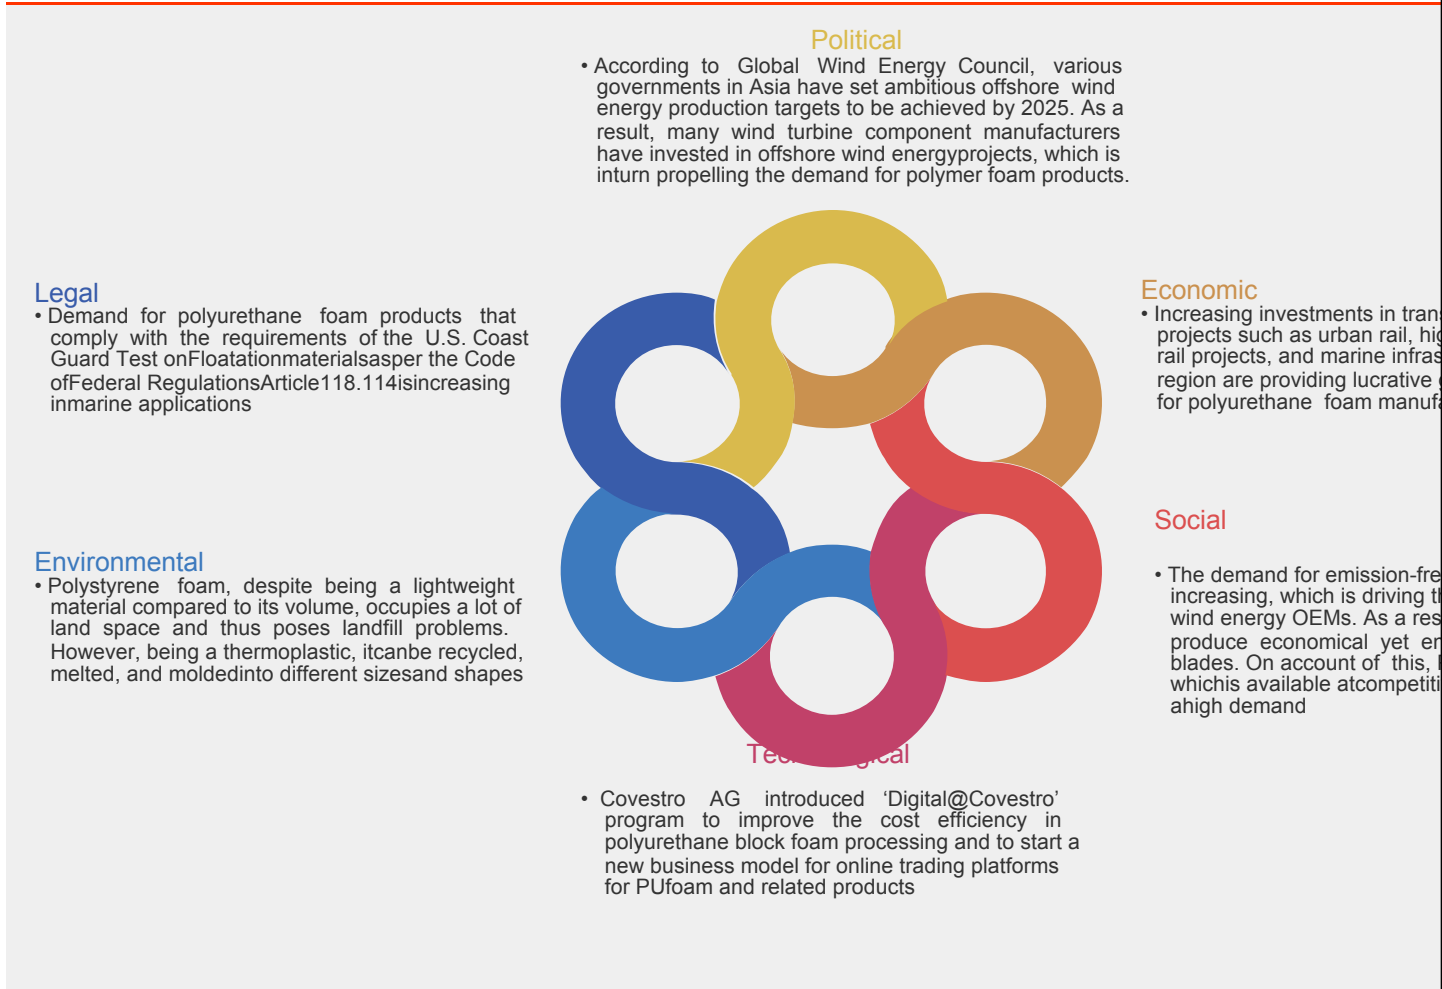 Political
• According to Global Wind Energy Council, various
governments in Asia have set ambitious offshore wind
energy production targets to be achieved by 2025. As a
result, many wind turbine component manufacturers
have invested in offshore wind energyprojects, which is
inturn propelling the demand for polymer foam products.
Legal
• Demand for polyurethane foam products that
comply with the requirements of the U.S. Coast
Guard Test onFloatationmaterialsasper the Code
ofFederal RegulationsArticle118.114isincreasing
inmarine applications
Economic
• Increasing investments in
projects such as urban rail,
rail projects, and marine
region are providing lucrative
for polyurethane foam
Social
• The demand for
increasing, which is driving
wind energy OEMs. As a
produce economical yet
blades. On account of this,
whichis available
ahigh demand
Environmental
• Polystyrene foam, despite being a lightweight
material compared to its volume, occupies a lot of
land space and thus poses landfill problems.
However, being a thermoplastic, itcanbe recycled,
melted, and moldedinto different sizesand shapes
• Covestro AG introduced ‘Digital@Covestro’
program to improve the cost efficiency in
polyurethane block foam processing and to start a
new business model for online trading platforms
for PUfoam and related products